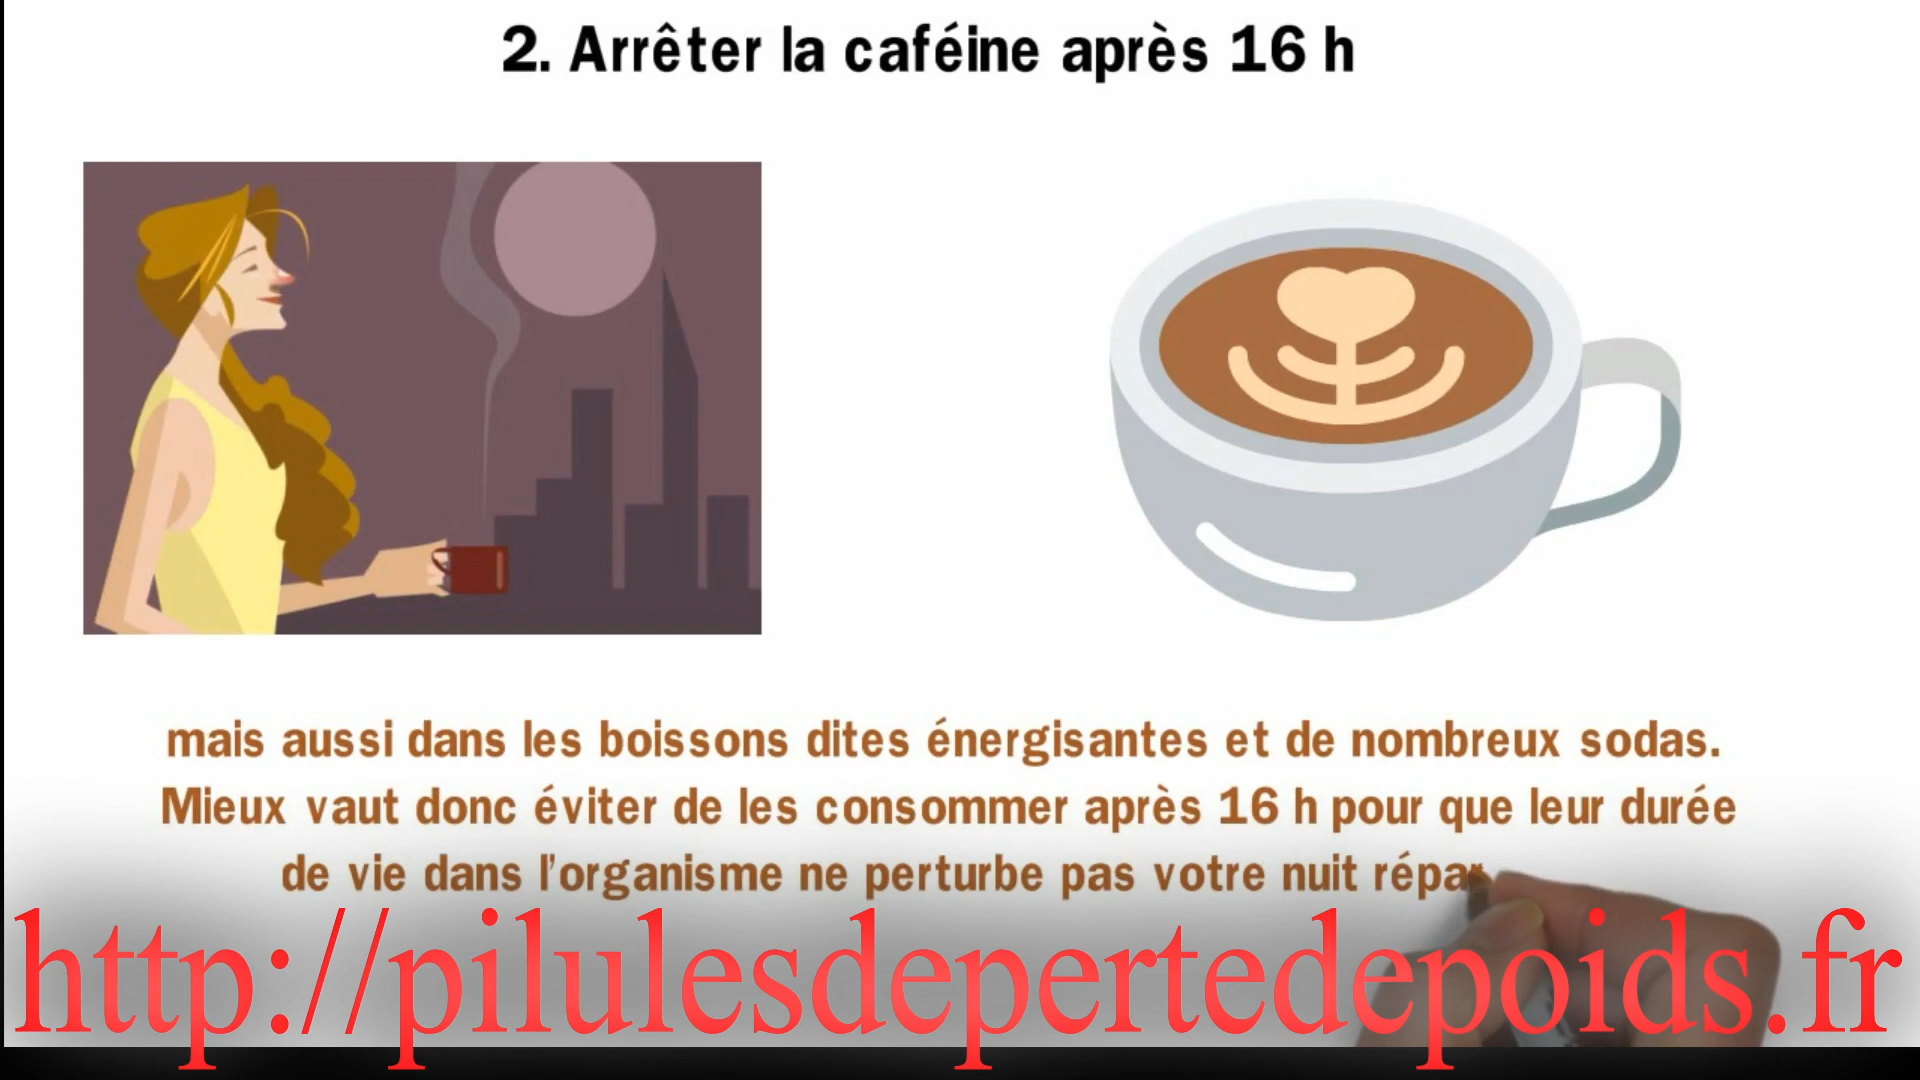 2. Arrêter la caféine après 16 h
mais aussi dans les boissons dites énergisantes et de nombreux sodas.
Mieux vaut donc éviter de les consommer après 16 h pour que leur durée
de vie dans l'organisme ne perturbe pas votre nuit répar
http://pilulesdepertedepoids.fr